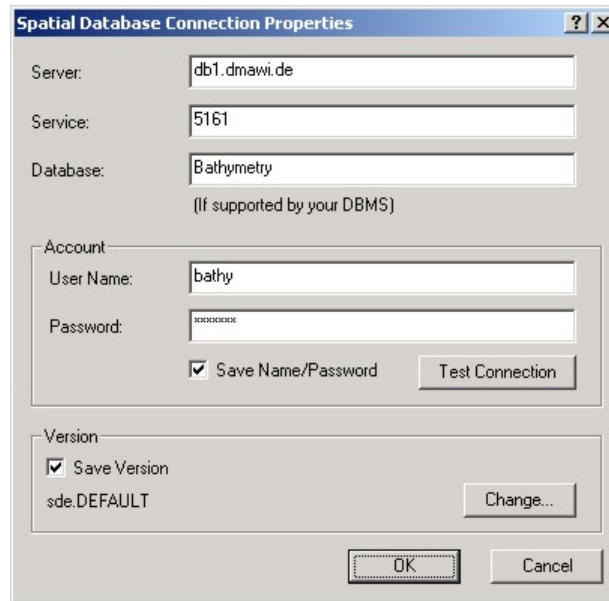 Spatial Database Connection Properties
Server: db1.dmawi.de
Service: 5161
Database: Bathymetry
(If supported by your DBMS)
Account
User Name: bathy
Password: *******
Save Name/Password Test Connection
Version
Save Version
sde.DEFAULT Change...
OK Cancel